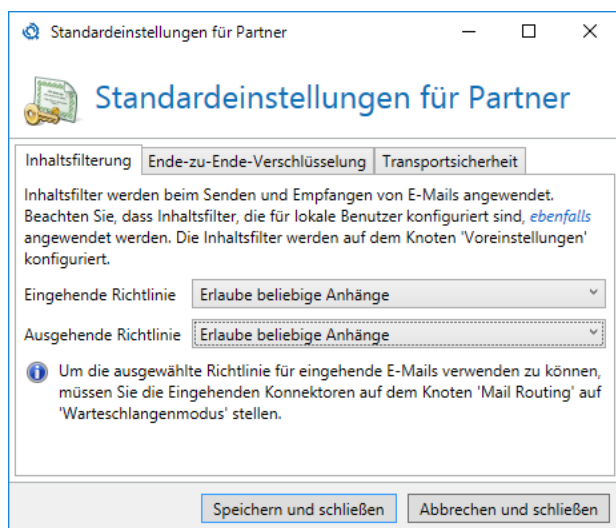 Standardeinstellungen für Partner
Standardeinstellungen für Partner
Inhaltsfilterung Ende-zu-Ende-Verschlüsselung Transportsicherheit
Inhaltsfilter werden beim Senden und Empfangen von E-Mails angewendet.
Beachten Sie, dass Inhaltsfilter, die für lokale Benutzer konfiguriert sind, ebenfalls
angewendet werden. Die Inhaltsfilter werden auf dem Knoten 'Voreinstellungen'
konfiguriert.
Eingehende Richtlinie Erlaube beliebige Anhänge
Ausgehende Richtlinie Erlaube beliebige Anhänge
Um die ausgewählte Richtlinie für eingehende E-Mails verwenden zu können,
müssen Sie die Eingehenden Konnektoren auf dem Knoten 'Mail Routing' auf
'Warteschlangenmodus' stellen.
Speichern und schließen Abbrechen und schließen